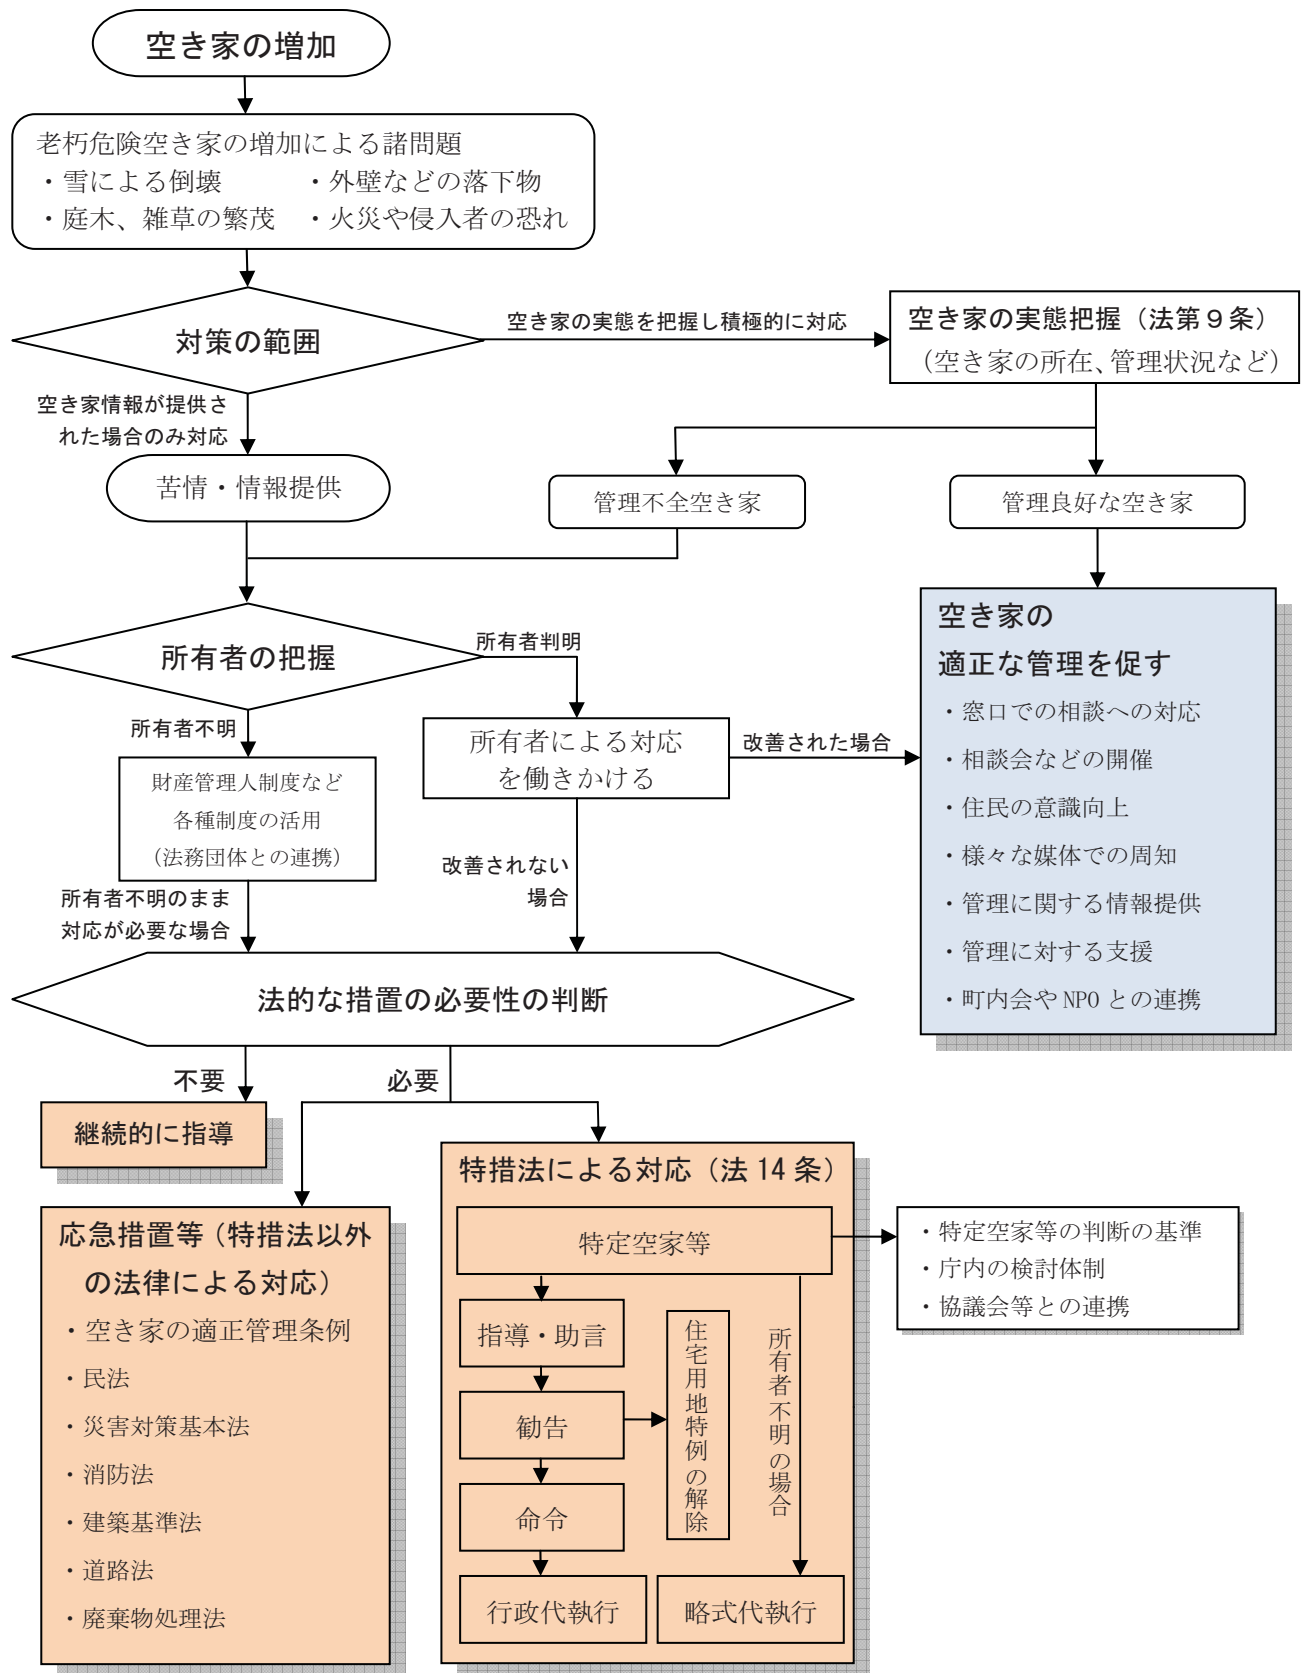 空き家の増加
老朽危険空き家の増加による諸問題
・雪による倒壊　　　・外壁などの落下物
・庭木、雑草の繁茂　・火災や侵入者の恐れ
対策の範囲
空き家の実態を把握し積極的に対応
空き家の実態把握（法第９条）
（空き家の所在、管理状況など）
空き家情報が提供さ
れた場合のみ対応
苦情・情報提供
管理不全空き家
管理良好な空き家
所有者の把握
所有者判明
所有者不明
財産管理人制度など
各種制度の活用
（法務団体との連携）
所有者による対応
を働きかける
改善された場合
空き家の
適正な管理を促す
・窓口での相談への対応
・相談会などの開催
・住民の意識向上
・様々な媒体での周知
・管理に関する情報提供
・管理に対する支援
・町内会や NPO との連携
所有者不明のまま
対応が必要な場合
改善されない
場合
法的な措置の必要性の判断
不要
必要
継続的に指導
応急措置等（特措法以外
の法律による対応）
・空き家の適正管理条例
・民法
・災害対策基本法
・消防法
・建築基準法
・道路法
・廃棄物処理法
特措法による対応（法 14 条）
特定空家等
指導・助言
勧告
命令
行政代執行
住宅用地特例の解除
所有者不明の場合
略式代執行
・特定空家等の判断の基準
・庁内の検討体制
・協議会等との連携